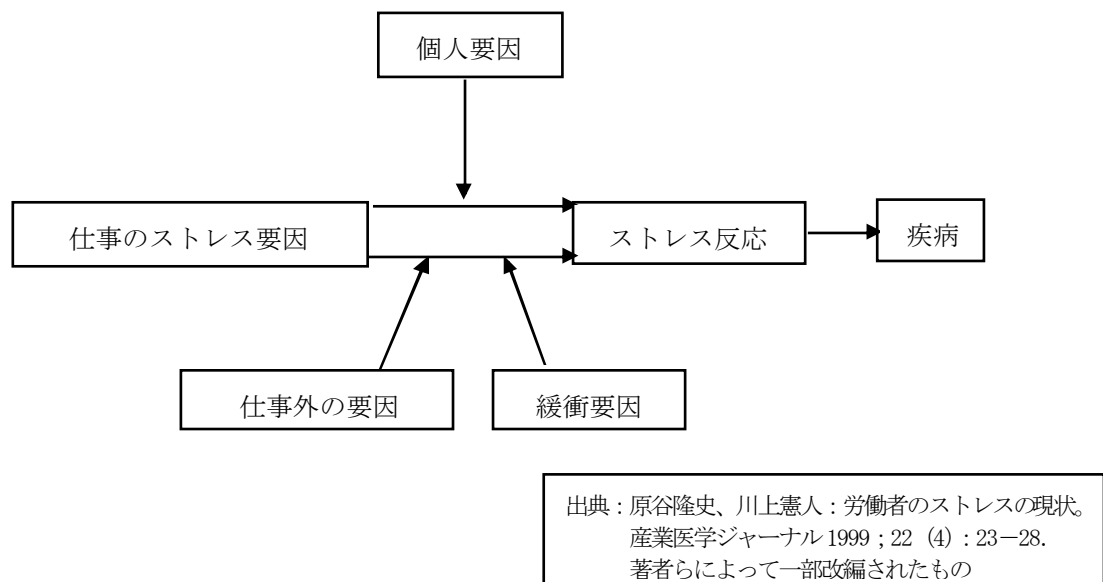 個人要因
仕事のストレス要因
ストレス反応
疾病
仕事外の要因
緩衝要因
出典：原谷隆史、川上憲人：労働者のストレスの現状。
産業医学ジャーナル 1999；22（4）：23－28.
著者らによって一部改編されたもの